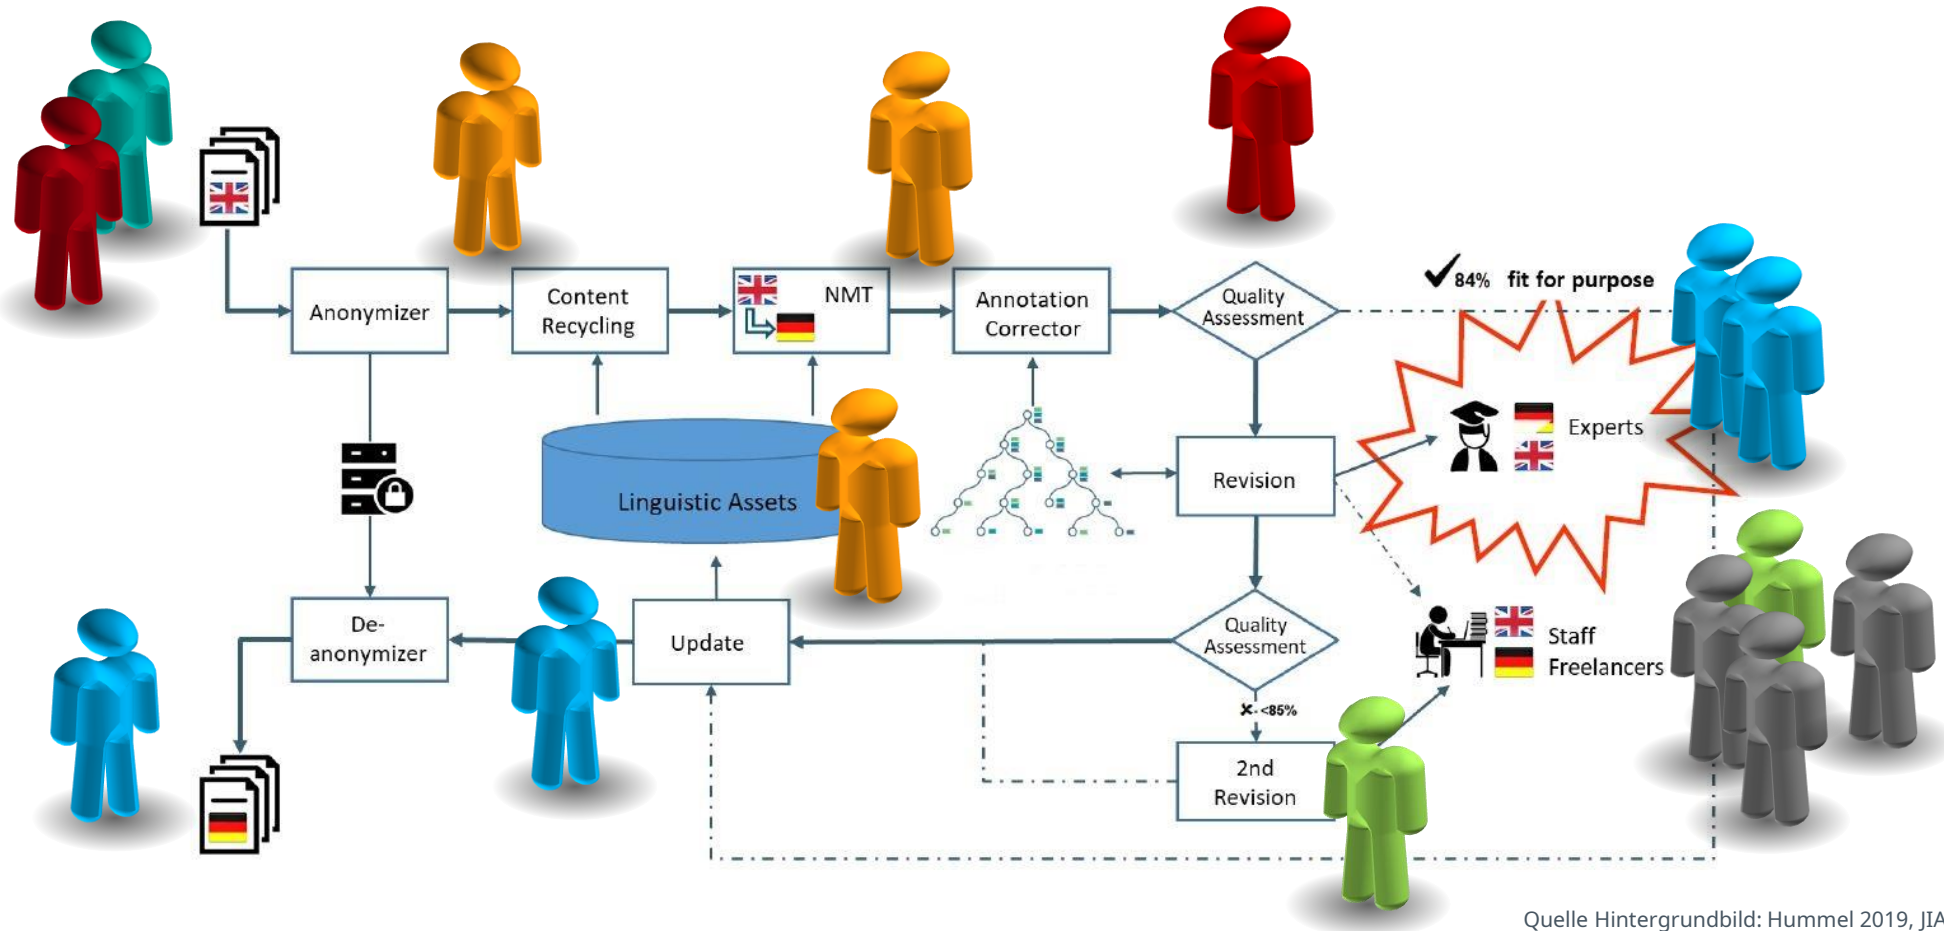 84% fit for purpose
Anonymizer
Content
Recycling
NMT
Annotation
Corrector
Quality
Assessment
Experts
Linguistic Assets
Revision
De-
anonymizer
Update
Quality
Assessment
Staff
Freelancers
<85%
2nd
Revision
Quelle Hintergrundbild: Hummel 2019, JIA